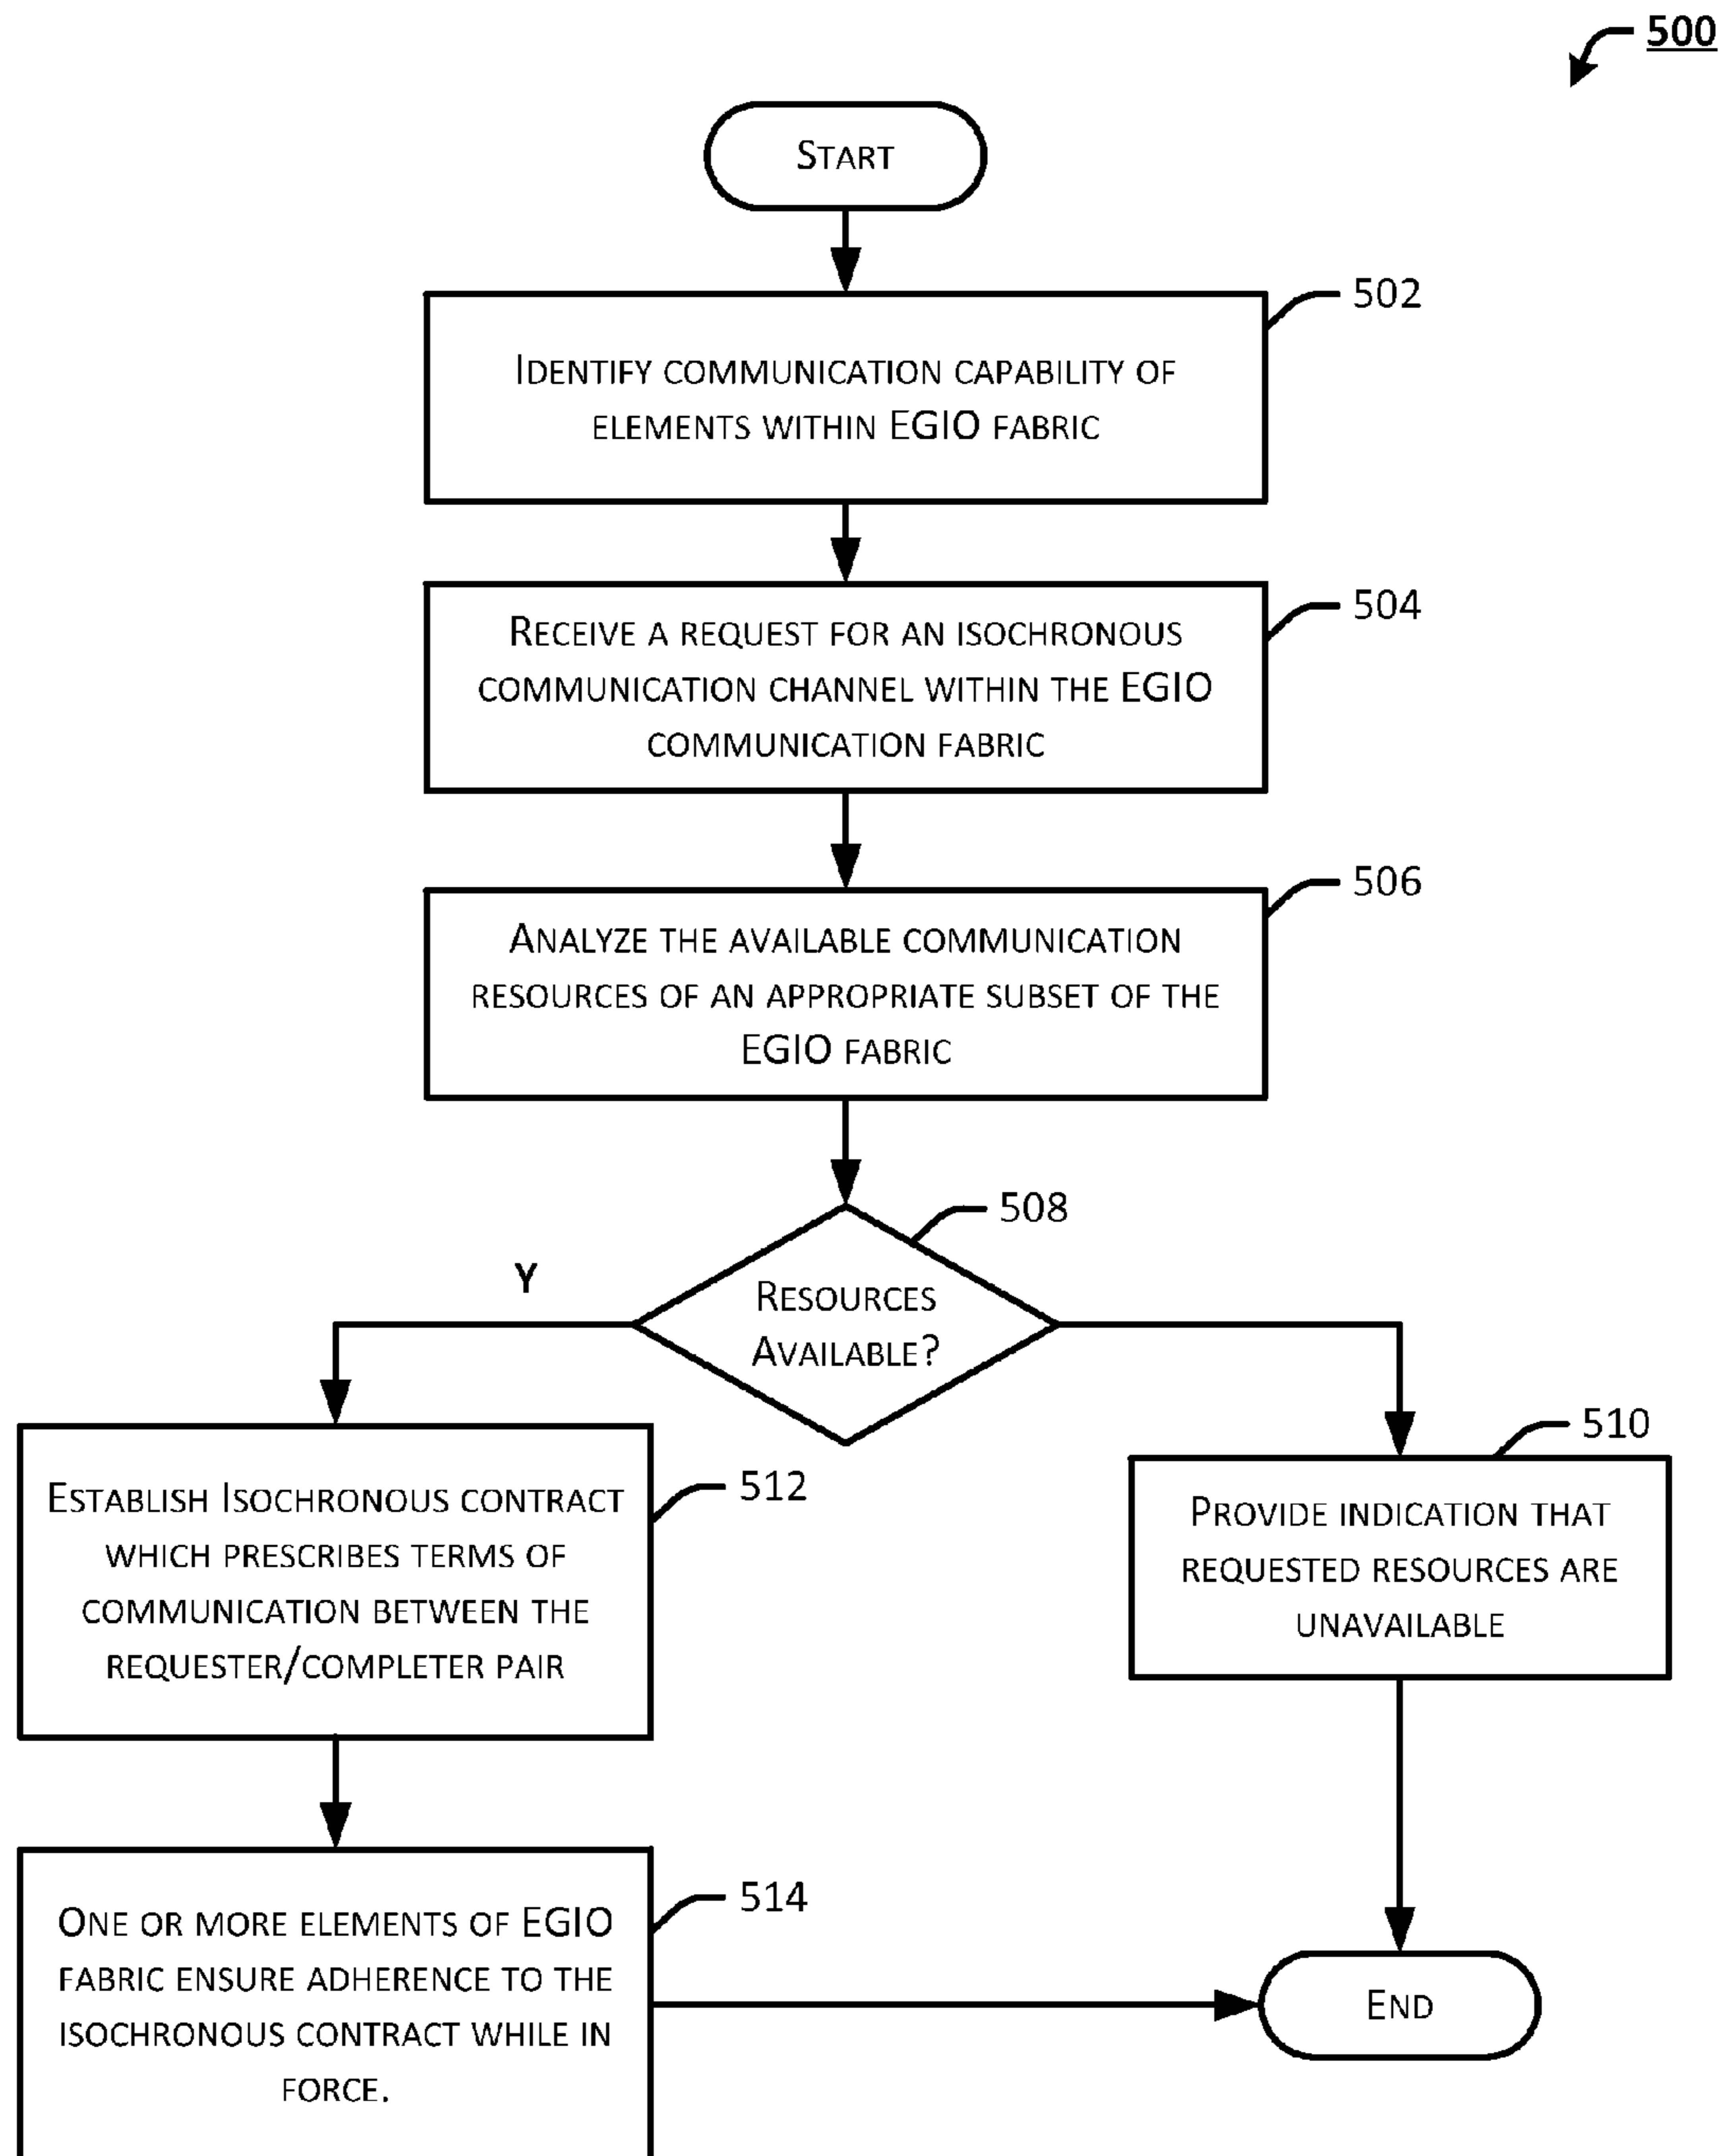 500
START
502
IDENTIFY COMMUNICATION CAPABILITY OF
ELEMENTS WITHIN EGIO FABRIC
504
RECEIVE A REQUEST FOR AN ISOCHRONOUS
COMMUNICATION CHANNEL WITHIN THE EGIO
COMMUNICATION FABRIC
506
ANALYZE THE AVAILABLE COMMUNICATION
RESOURCES OF AN APPROPRIATE SUBSET OF THE
EGIO FABRIC
508
RESOURCES
AVAILABLE?
Y
512
ESTABLISH ISOCHRONOUS CONTRACT
WHICH PRESCRIBES TERMS OF
COMMUNICATION BETWEEN THE
REQUESTER/COMPLETER PAIR
510
PROVIDE INDICATION THAT
REQUESTED RESOURCES ARE
UNAVAILABLE
514
ONE OR MORE ELEMENTS OF EGIO
FABRIC ENSURE ADHERENCE TO THE
ISOCHRONOUS CONTRACT WHILE IN
FORCE.
END